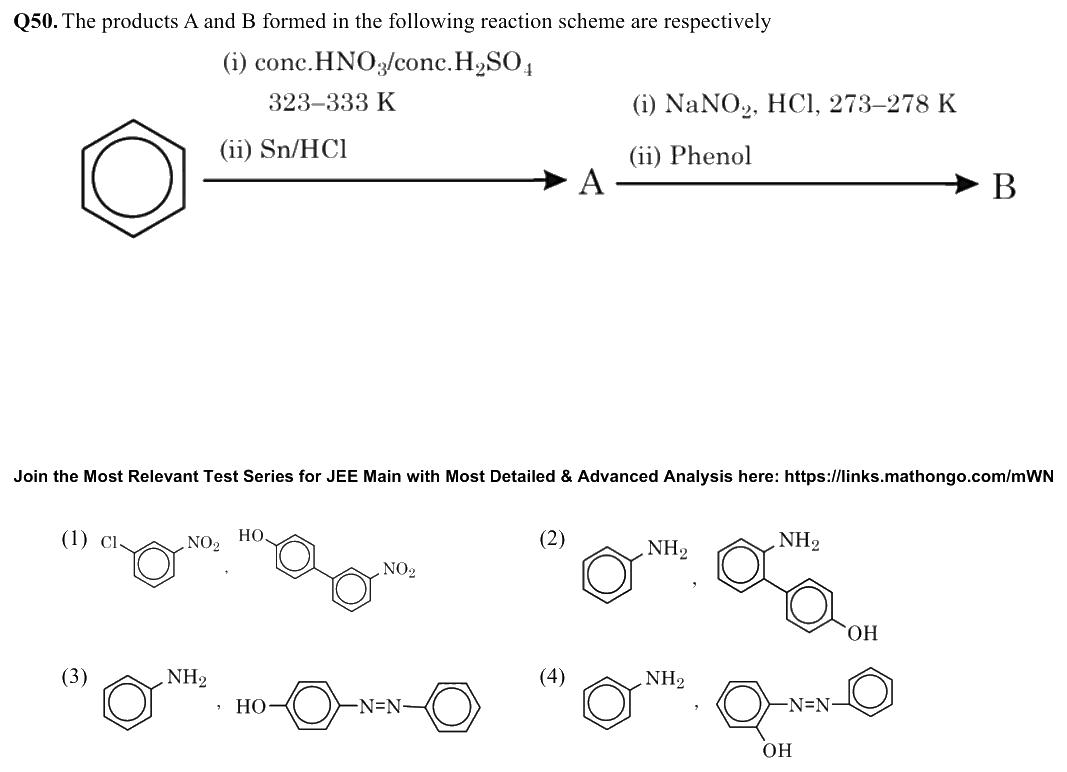 Q50. The products A and B formed in the following reaction scheme are respectively
(i) conc.HNO₃/conc.H₂SO₄
323–333 K
(i) NaNO₂, HCl, 273–278 K
(ii) Sn/HCl
(ii) Phenol
A
B
Join the Most Relevant Test Series for JEE Main with Most Detailed & Advanced Analysis here: https://links.mathongo.com/mWN
(1) Cl NO₂ , HO NO₂
(2) NH₂ , NH₂ OH
(3) NH₂ , HO N=N
(4) NH₂ , N=N OH